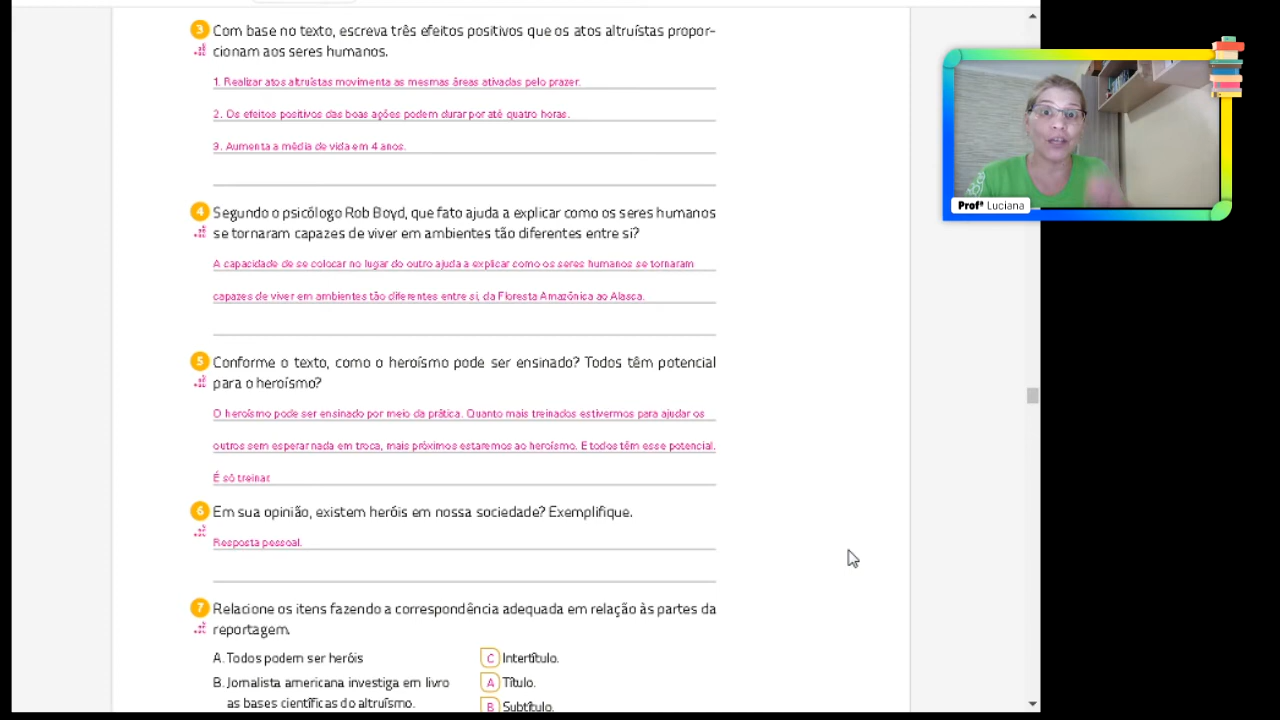 3 Com base no texto, escreva três efeitos positivos que os atos altruístas propor-
cionam aos seres humanos.
1. Realizar atos altruístas movimenta as mesmas áreas ativadas pelo prazer.
2. Os efeitos positivos das boas ações podem durar por até quatro horas.
3. Aumenta a média de vida em 4 anos.
4 Segundo o psicólogo Rob Boyd, que fato ajuda a explicar como os seres humanos
se tornaram capazes de viver em ambientes tão diferentes entre si?
A capacidade de se colocar no lugar do outro ajuda a explicar como os seres humanos se tornaram
capazes de viver em ambientes tão diferentes entre si, da Floresta Amazônica ao Alasca.
5 Conforme o texto, como o heroísmo pode ser ensinado? Todos têm potencial
para o heroísmo?
O heroísmo pode ser ensinado por meio da prática. Quanto mais treinados estivermos para ajudar os
outros sem esperar nada em troca, mais próximos estaremos ao heroísmo. E todos têm esse potencial.
É só treinar.
6 Em sua opinião, existem heróis em nossa sociedade? Exemplifique.
Resposta pessoal.
7 Relacione os itens fazendo a correspondência adequada em relação às partes da
reportagem.
A. Todos podem ser heróis
C Intertítulo.
B. Jornalista americana investiga em livro
as bases científicas do altruísmo.
A Título.
B Subtítulo.
Profª Luciana